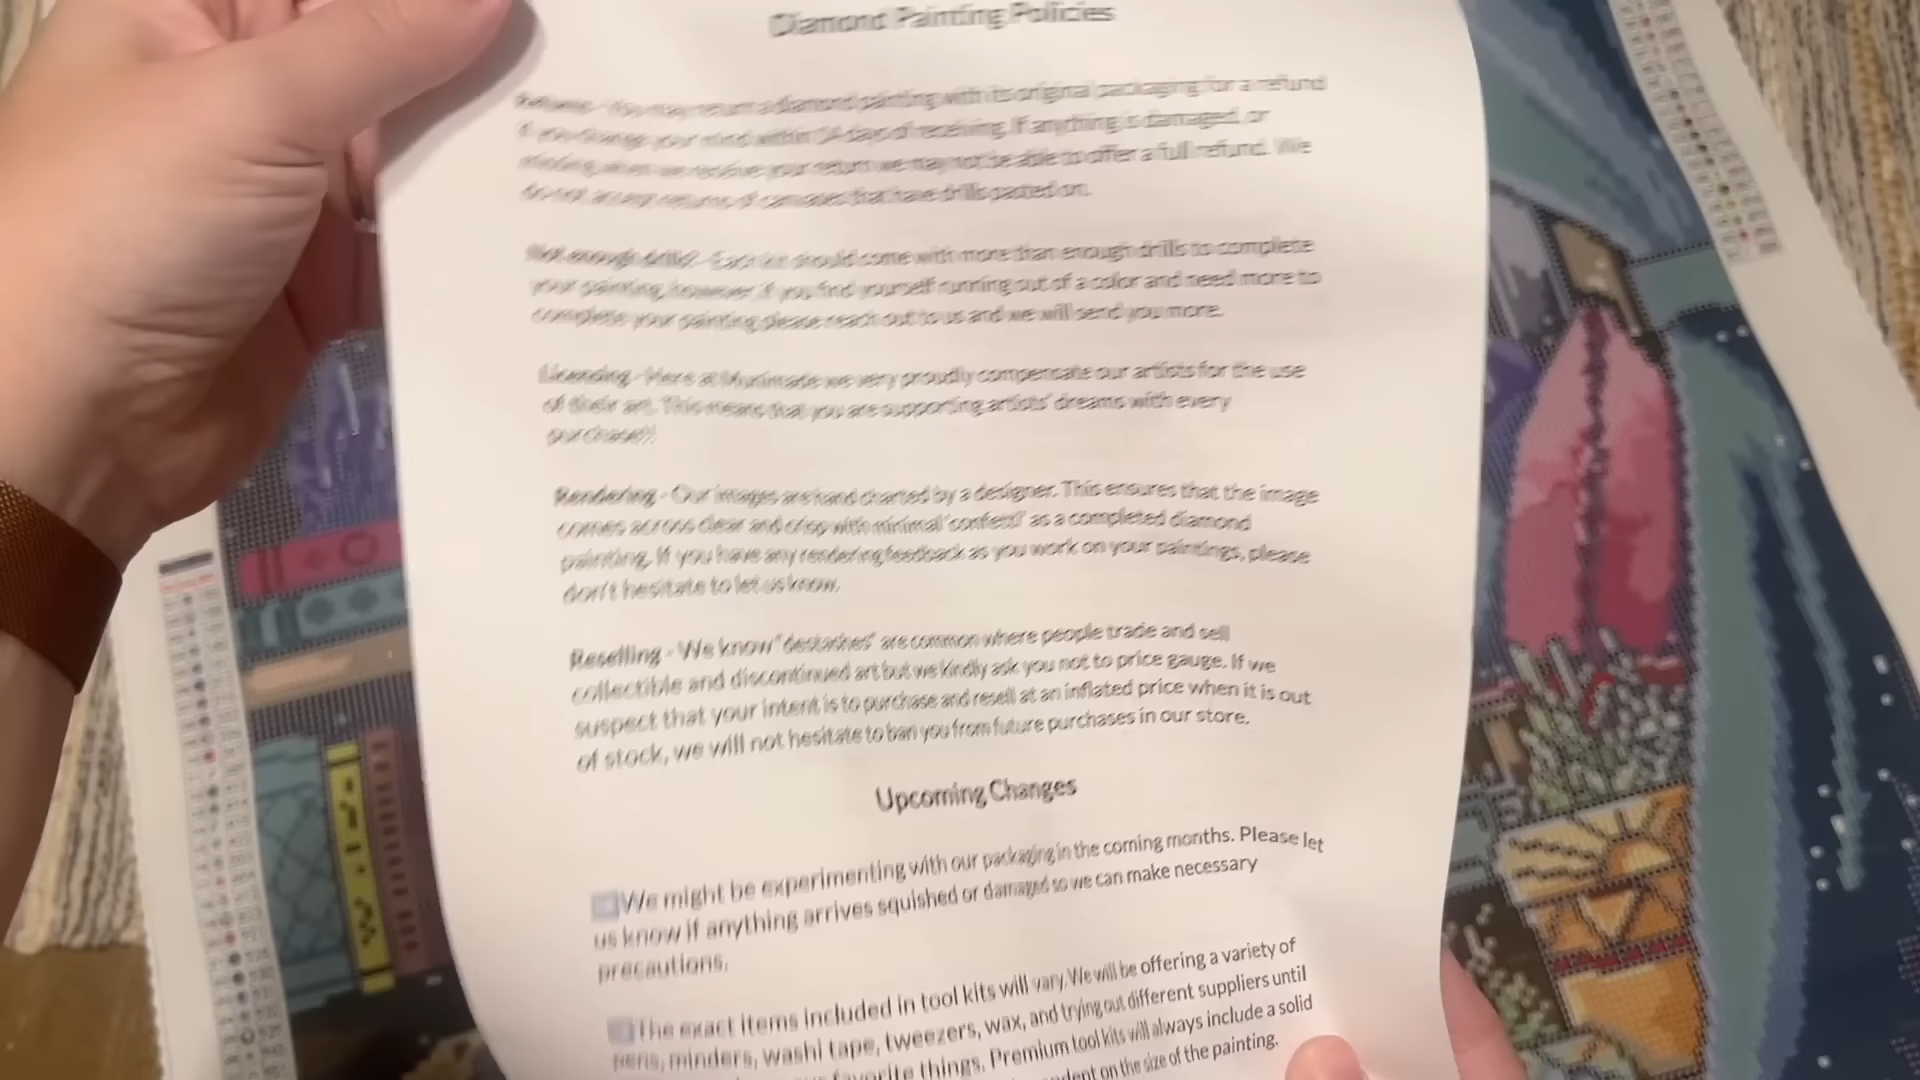 Diamond Painting Policies
Returns - You may return a diamond painting with its original packaging for a refund
if you change your mind within 14 days of receiving. If anything is damaged, or
missing when we receive your return we may not be able to offer a full refund. We
do not accept returns of canvases that have drills pasted on.
Not enough drills? - Each kit should come with more than enough drills to complete
your painting, however, if you find yourself running out of a color and need more to
complete your painting please reach out to us and we will send you more.
Licensing - Here at we very proudly compensate our artists for the use
of their art. This means that you are supporting artists' dreams with every
purchase!!
Rendering - Our images are hand charted by a designer. This ensures that the image
comes across clear and crisp with minimal 'confetti' as a completed diamond
painting. If you have any rendering feedback as you work on your paintings, please
don't hesitate to let us know.
Reselling - We know "destashes" are common where people trade and sell
collectible and discontinued art but we kindly ask you not to price gauge. If we
suspect that your intent is to purchase and resell at an inflated price when it is out
of stock, we will not hesitate to ban you from future purchases in our store.
Upcoming Changes
We might be experimenting with our packaging in the coming months. Please let
us know if anything arrives squished or damaged so we can make necessary
precautions.
The exact items included in tool kits will vary. We will be offering a variety of
pens, minders, washi tape, tweezers, wax, and trying out different suppliers until
favorite things. Premium tool kits will always include a solid
on the size of the painting.